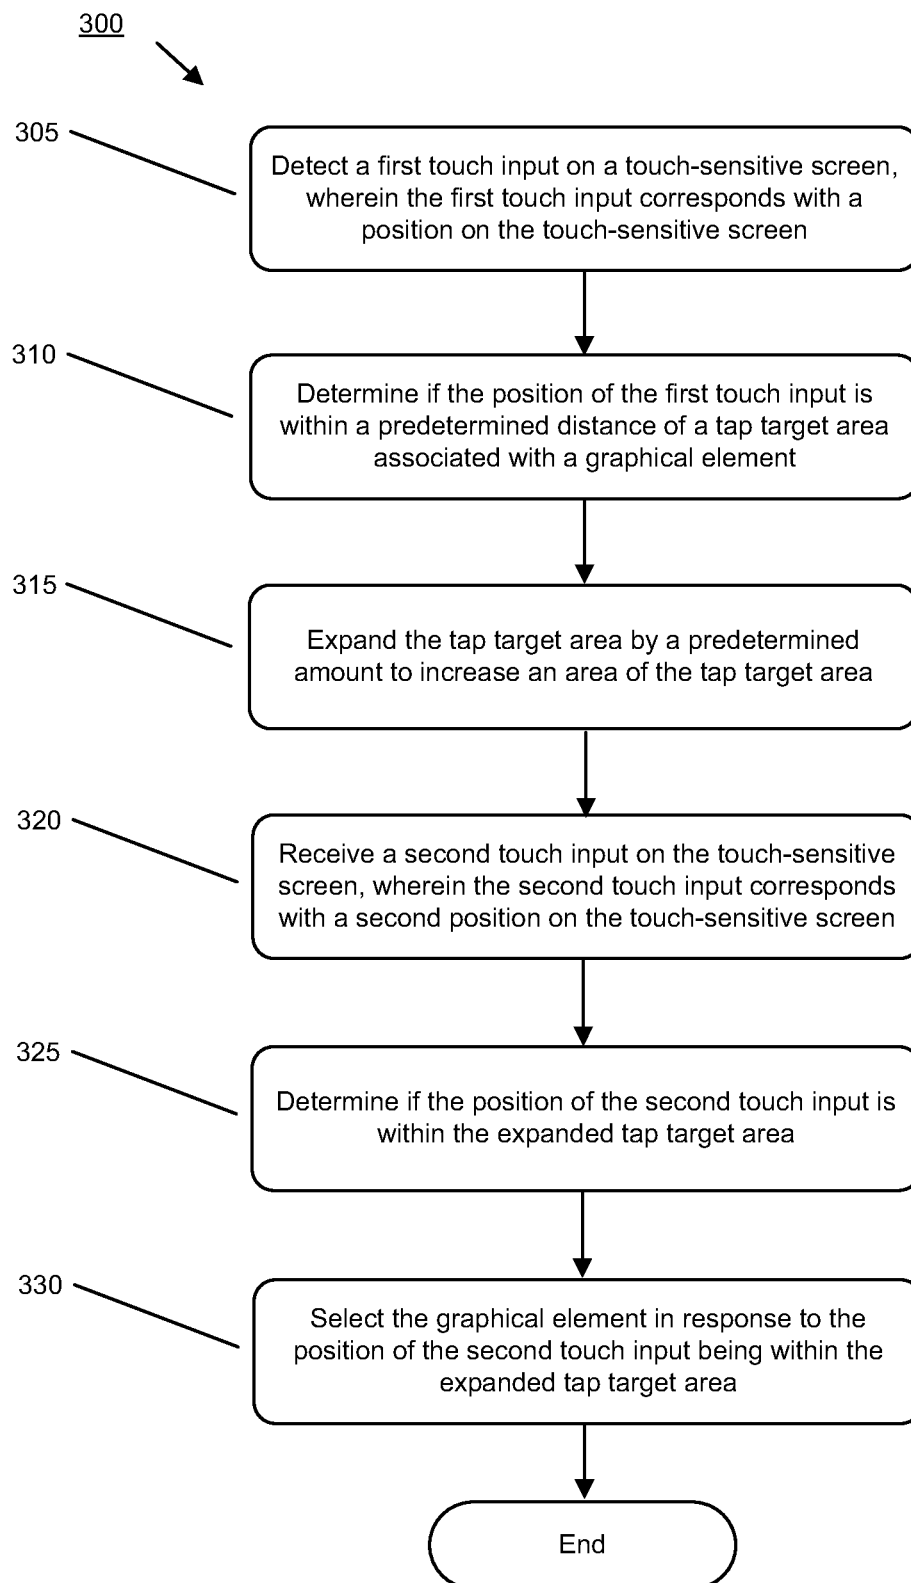 300
305
Detect a first touch input on a touch-sensitive screen,
wherein the first touch input corresponds with a
position on the touch-sensitive screen
310
Determine if the position of the first touch input is
within a predetermined distance of a tap target area
associated with a graphical element
315
Expand the tap target area by a predetermined
amount to increase an area of the tap target area
320
Receive a second touch input on the touch-sensitive
screen, wherein the second touch input corresponds
with a second position on the touch-sensitive screen
325
Determine if the position of the second touch input is
within the expanded tap target area
330
Select the graphical element in response to the
position of the second touch input being within the
expanded tap target area
End